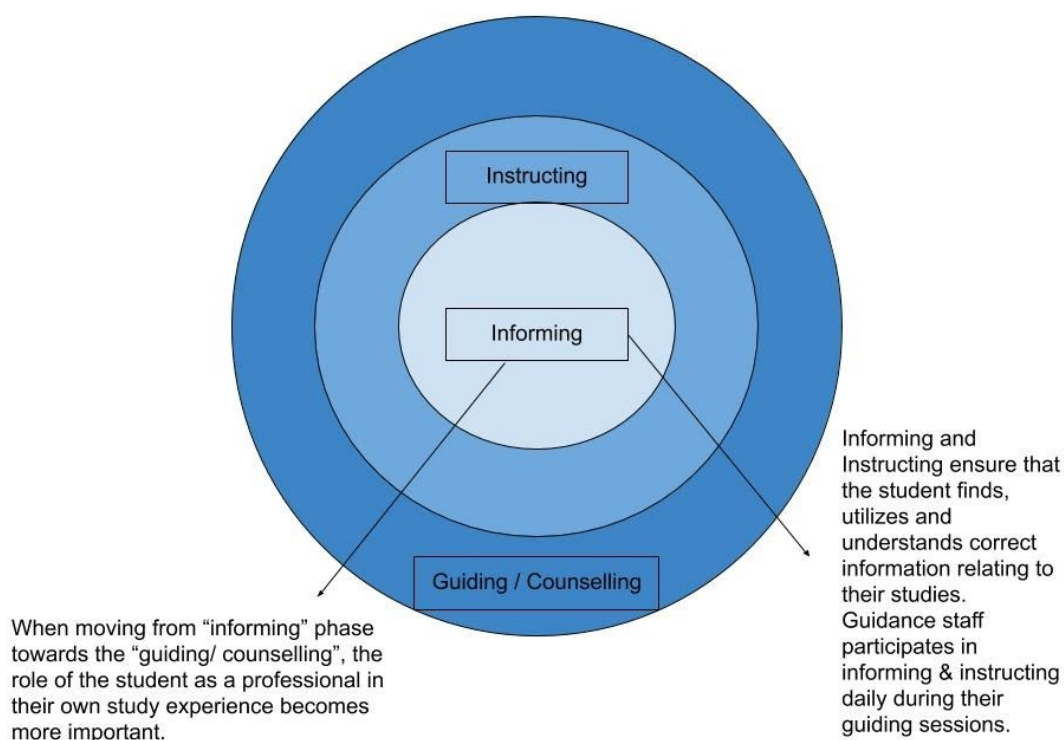 Instructing
Informing
Guiding / Counselling
Informing and
Instructing ensure that
the student finds,
utilizes and
understands correct
information relating to
their studies.
Guidance staff
participates in
informing & instructing
daily during their
guiding sessions.
When moving from “informing” phase
towards the “guiding/ counselling”, the
role of the student as a professional in
their own study experience becomes
more important.